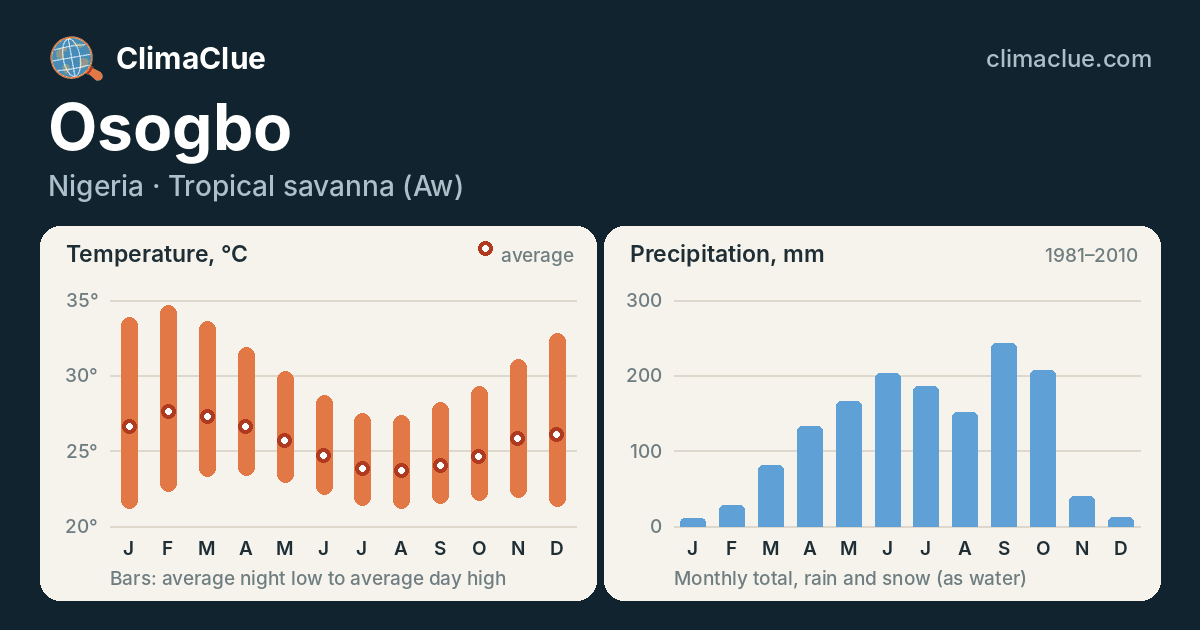 ClimaClue
climaclue.com
Osogbo
Nigeria · Tropical savanna (Aw)
Temperature, °C
average
35°
30°
25°
20°
J F M A M J J A S O N D
Bars: average night low to average day high
Precipitation, mm
1981–2010
300
200
100
0
J F M A M J J A S O N D
Monthly total, rain and snow (as water)